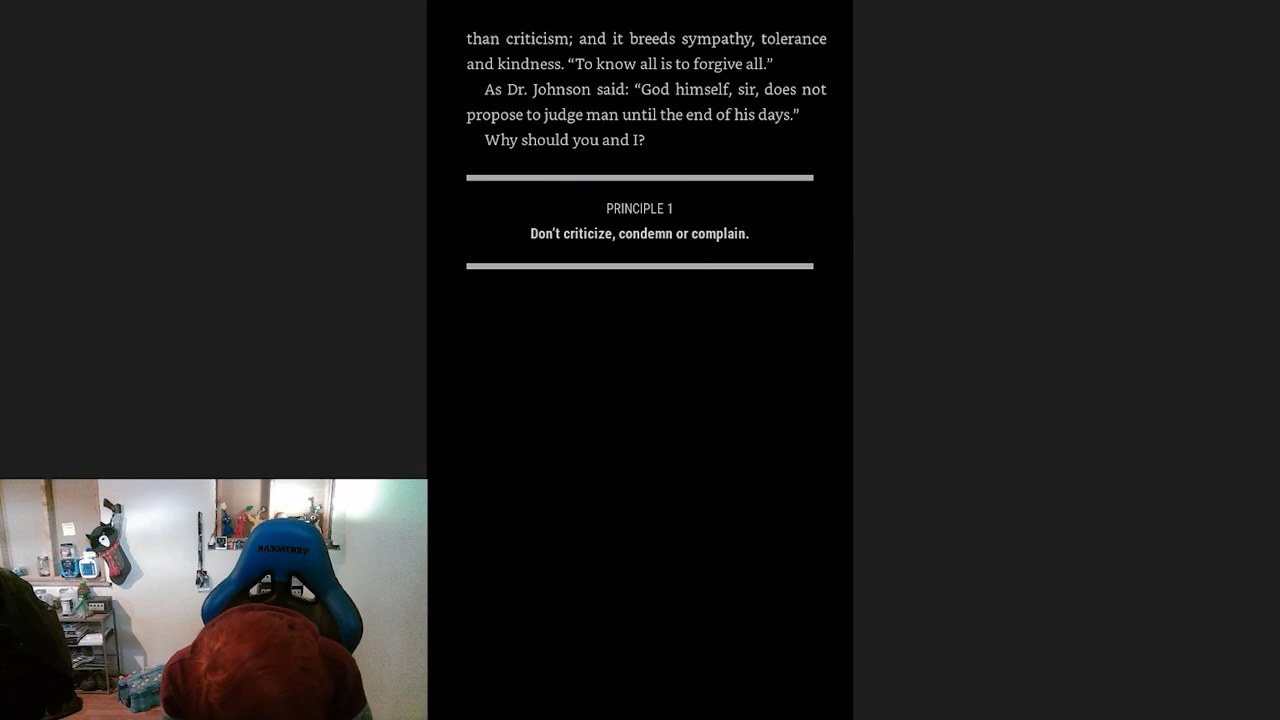 than criticism; and it breeds sympathy, tolerance
and kindness. “To know all is to forgive all.”
As Dr. Johnson said: “God himself, sir, does not
propose to judge man until the end of his days.”
Why should you and I?
PRINCIPLE 1
Don’t criticize, condemn or complain.